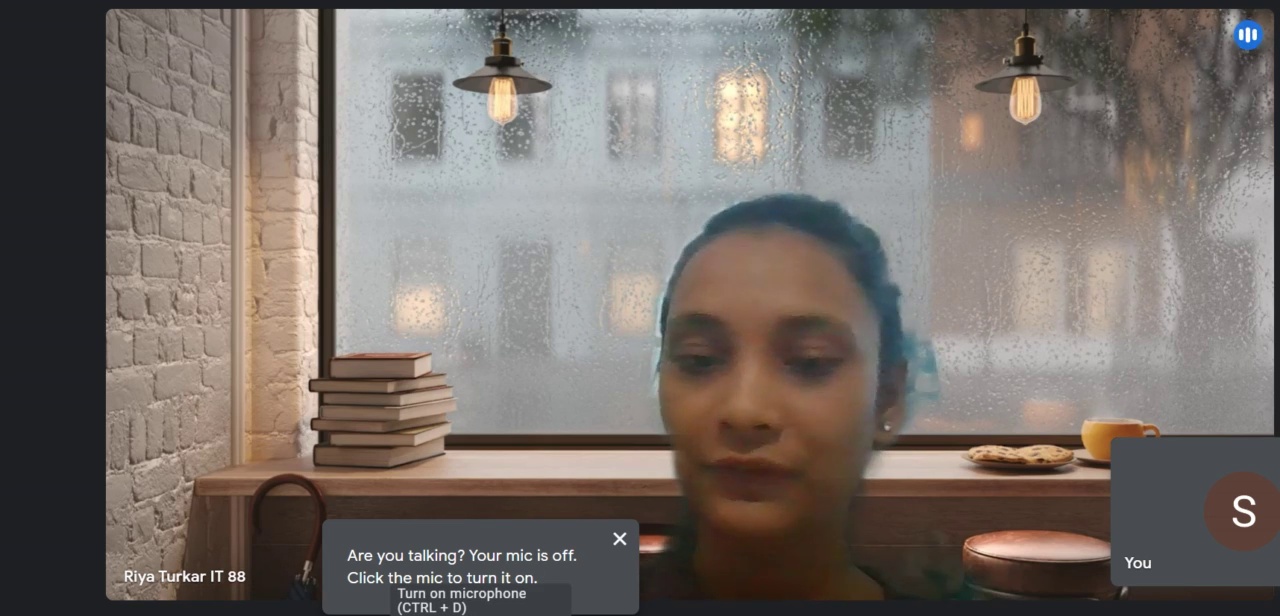 Riya Turkar IT 88
Are you talking? Your mic is off.
Click the mic to turn it on.
Turn on microphone
(CTRL + D)
S
You